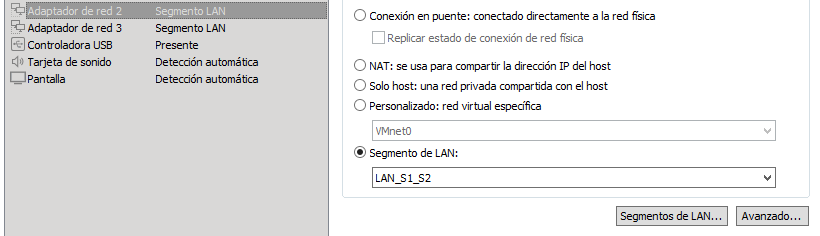 Adaptador de red 2 Segmento LAN
Adaptador de red 3 Segmento LAN
Controladora USB Presente
Tarjeta de sonido Detección automática
Pantalla Detección automática
Conexión en puente: conectado directamente a la red física
Replicar estado de conexión de red física
NAT: se usa para compartir la dirección IP del host
Solo host: una red privada compartida con el host
Personalizado: red virtual específica
VMnet0
Segmento de LAN:
LAN_S1_S2
Segmentos de LAN... Avanzado...